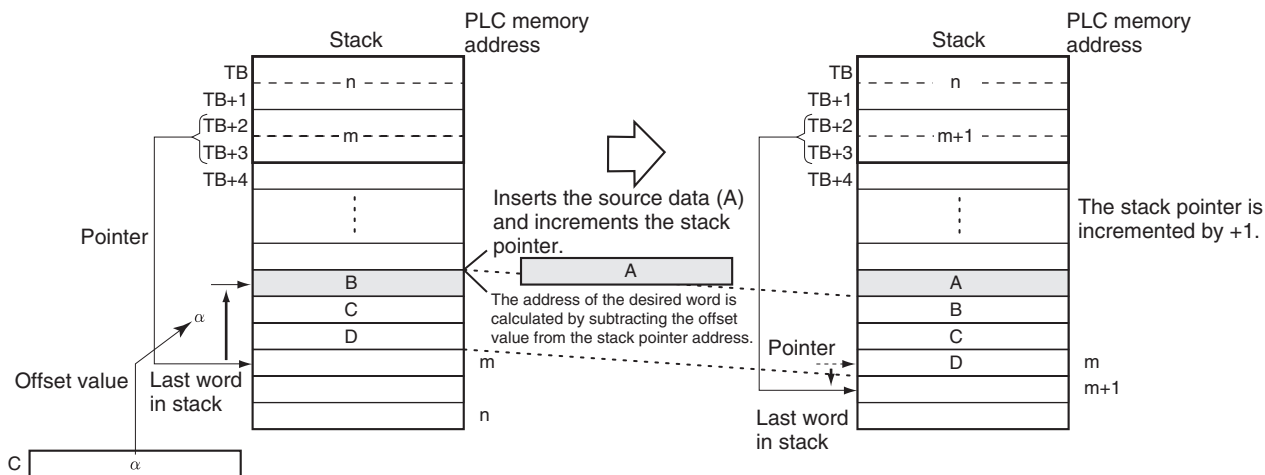 Stack
PLC memory
address
TB
n
TB+1
TB+2
m
TB+3
TB+4
Pointer
B
C
D
α
Offset value
Last word
in stack
m
n
C
α
Inserts the source data (A)
and increments the stack
pointer.
A
The address of the desired word is
calculated by subtracting the offset
value from the stack pointer address.
Stack
PLC memory
address
TB
n
TB+1
TB+2
m+1
TB+3
TB+4
The stack pointer is
incremented by +1.
A
B
C
Pointer
D
m
m+1
Last word
in stack